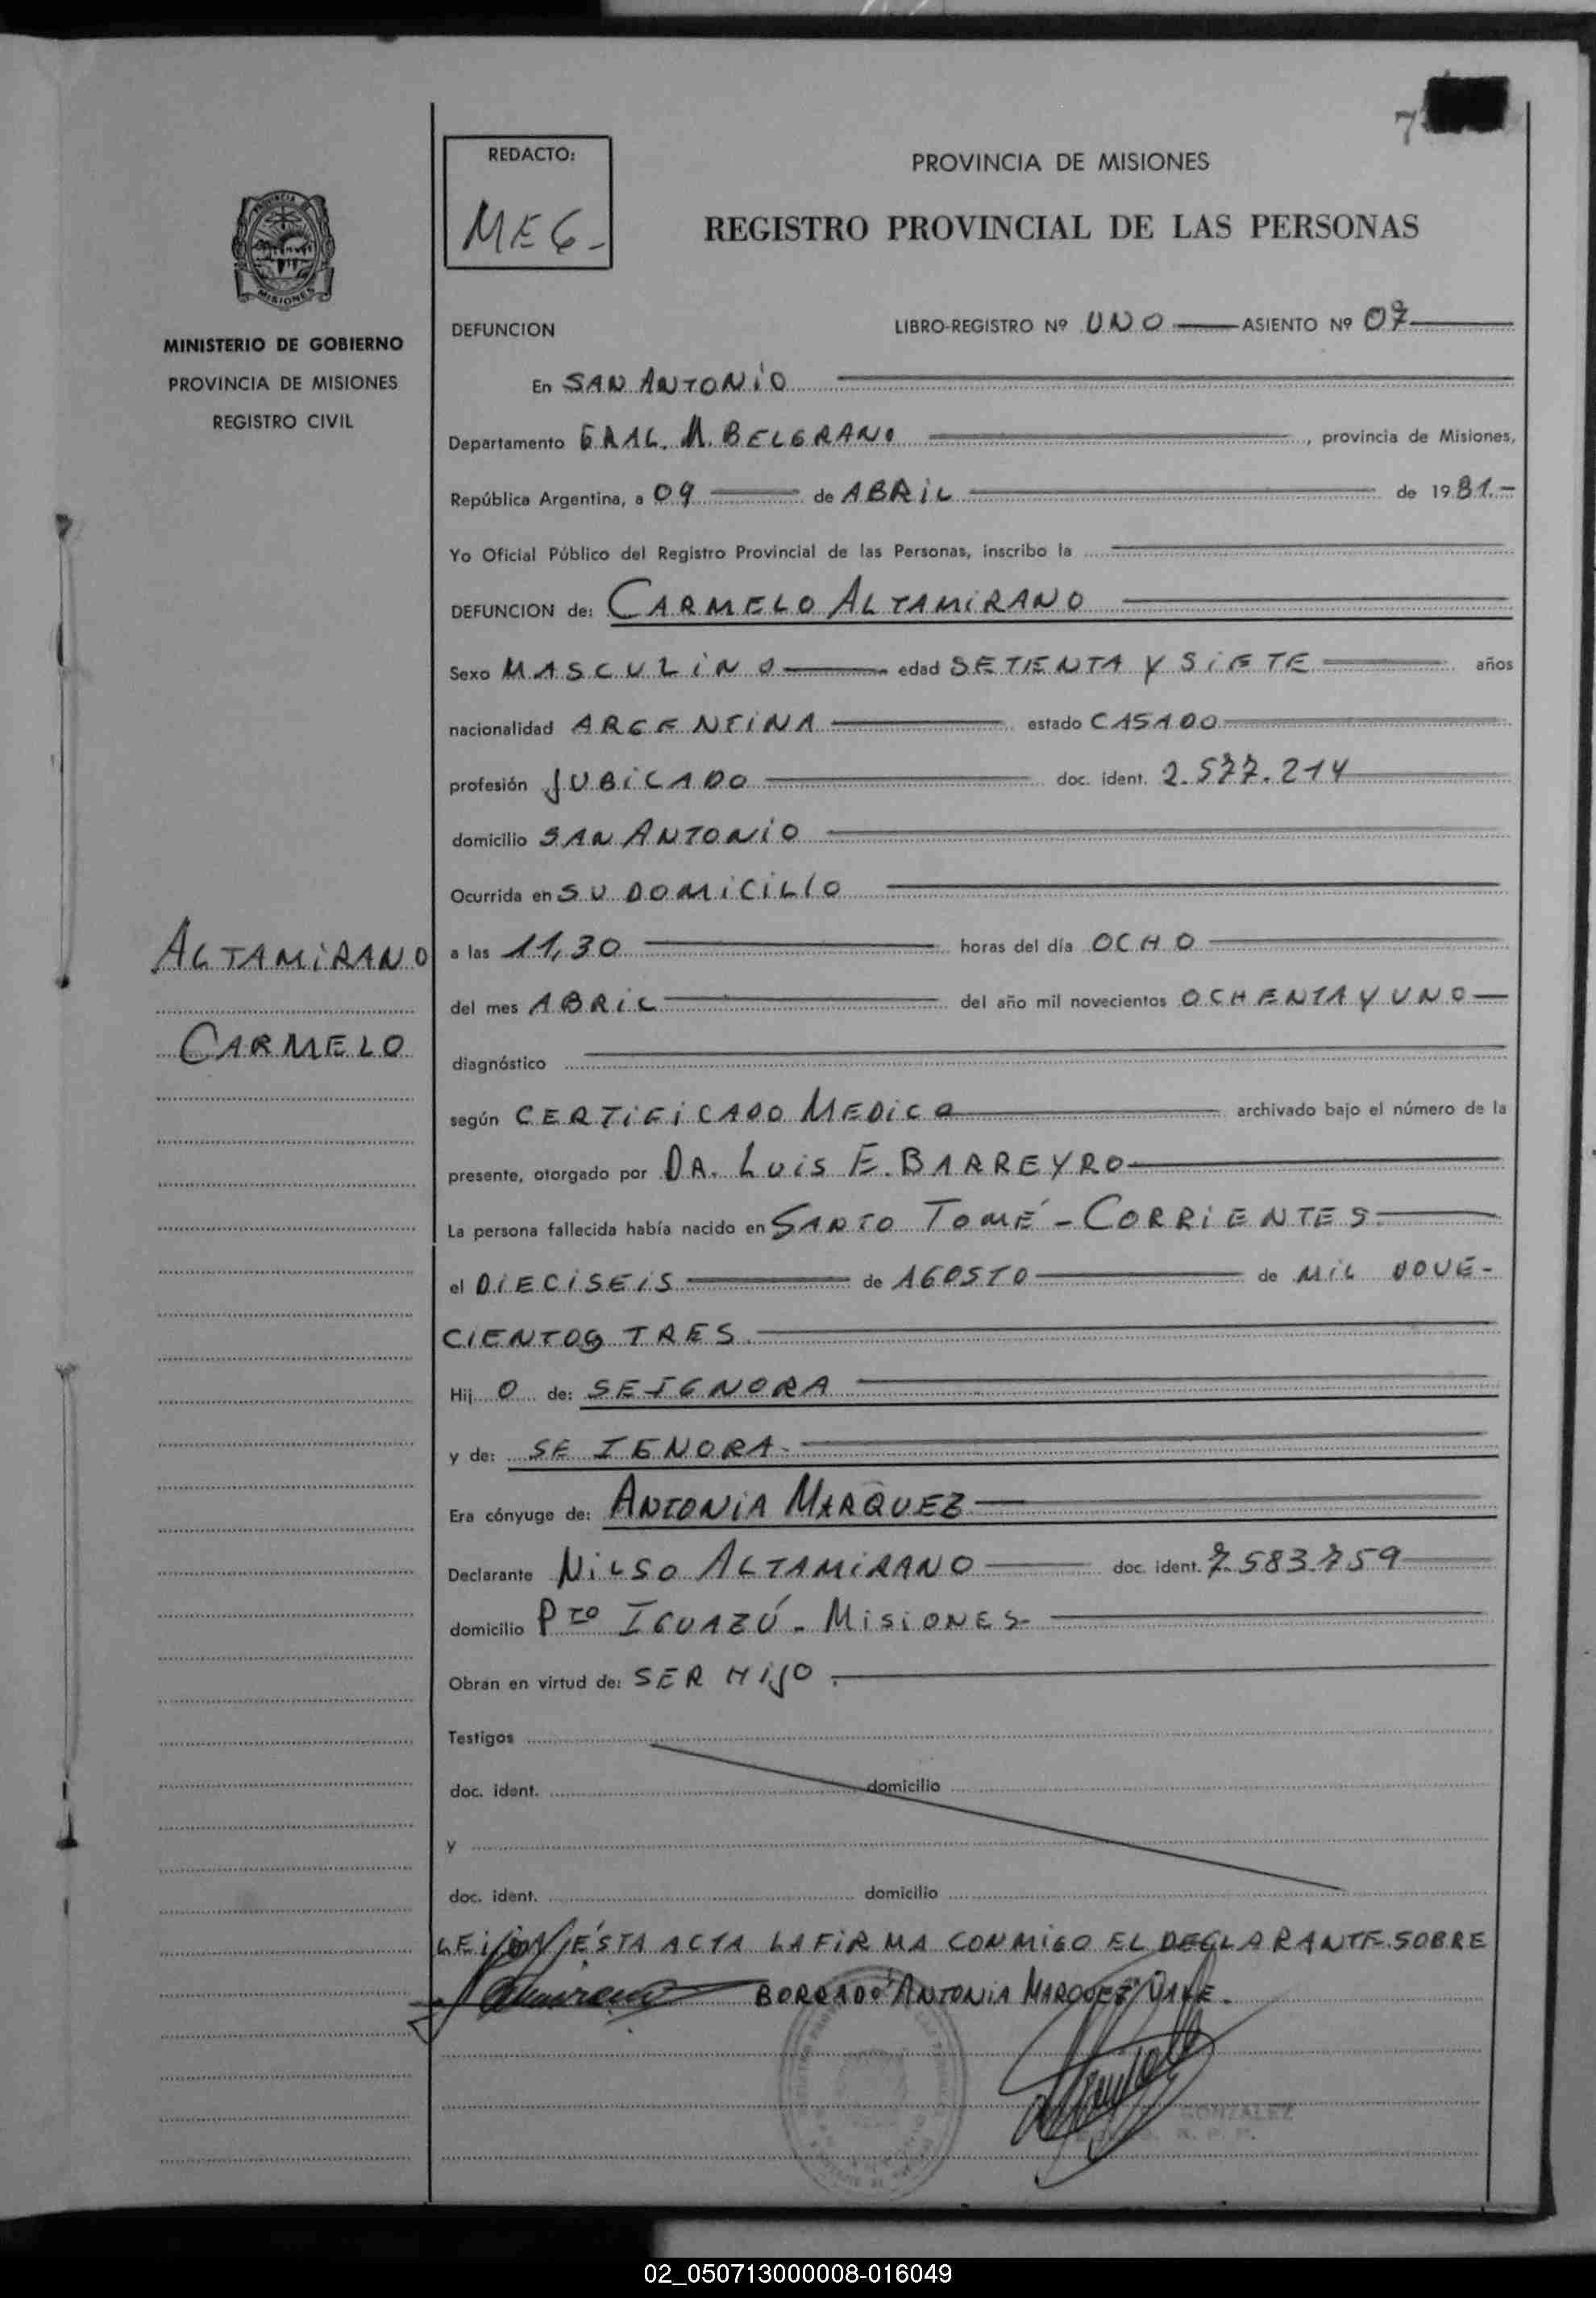 7
REDACTO:
MEG-
PROVINCIA DE MISIONES
REGISTRO PROVINCIAL DE LAS PERSONAS
MISIONES
MINISTERIO DE GOBIERNO
PROVINCIA DE MISIONES
REGISTRO CIVIL
DEFUNCION LIBRO-REGISTRO Nº UNO ASIENTO Nº 07
En SAN ANTONIO
Departamento GRAL. M. BELGRANO, provincia de Misiones,
República Argentina, a 09 de ABRIL de 1981.-
Yo Oficial Público del Registro Provincial de las Personas, inscribo la
DEFUNCION de: CARMELO ALTAMIRANO
Sexo MASCULINO edad SETENTA Y SIETE años
nacionalidad ARGENTINA estado CASADO
profesión JUBILADO doc. ident. 2.577.214
domicilio SAN ANTONIO
Ocurrida en SU DOMICILIO
ALTAMIRANO
CARMELO
a las 11,30 horas del día OCHO
del mes ABRIL del año mil novecientos OCHENTA Y UNO
diagnóstico
según CERTIFICADO MEDICO archivado bajo el número de la
presente, otorgado por DR. LUIS E. BARREYRO
La persona fallecida había nacido en SANTO TOMÉ - CORRIENTES.
el DIECISEIS de AGOSTO de MIL NOVE-
CIENTOS TRES.
Hij O de: SE IGNORA
y de: SE IGNORA-
Era cónyuge de: ANTONIA MARQUEZ
Declarante NILSO ALTAMIRANO doc. ident. 7.583.759
domicilio Pto IGUAZÚ - MISIONES
Obran en virtud de: SER HIJO.
Testigos
doc. ident. domicilio
y
doc. ident. domicilio
LEIDA ÉSTA ACTA LA FIRMA CONMIGO EL DECLARANTE. SOBRE
BORRADO ANTONIA MARQUEZ VALE.
GONZALEZ
02_050713000008-016049